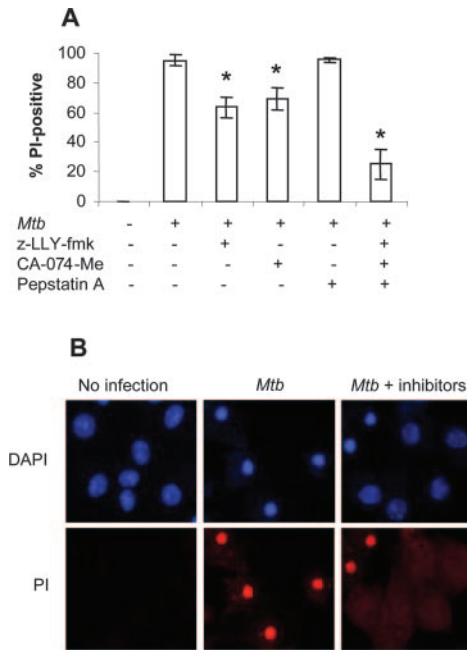 A
100
80
60
40
20
0
% PI-positive
* * *
Mtb - + + + + +
z-LLY-fmk - - + - - +
CA-074-Me - - - + - +
Pepstatin A - - - - + +
B
No infection Mtb Mtb + inhibitors
DAPI
PI